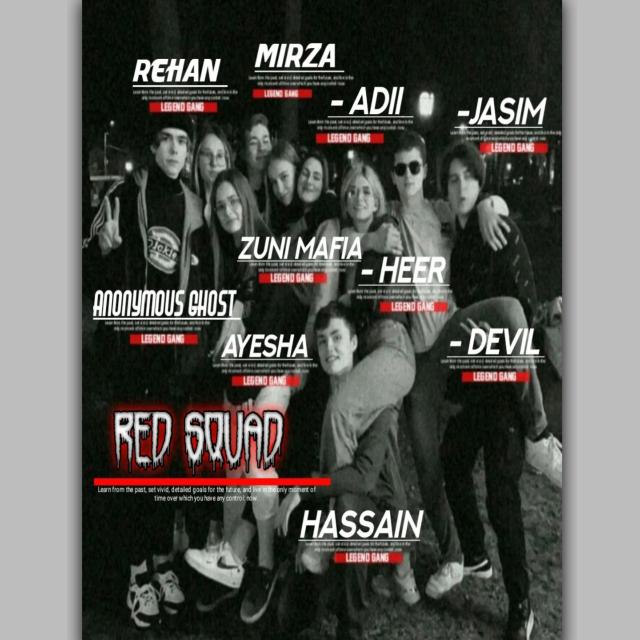 REHAN
LEGEND GANG
MIRZA
LEGEND GANG
- ADII
LEGEND GANG
-JASIM
LEGEND GANG
ZUNI MAFIA
LEGEND GANG
- HEER
LEGEND GANG
ANONYMOUS GHOST
LEGEND GANG
AYESHA
LEGEND GANG
- DEVIL
LEGEND GANG
RED SQUAD
Learn from the past, set vivid, detailed goals for the future, and live in the only moment of
time over which you have any control: now
HASSAIN
LEGEND GANG